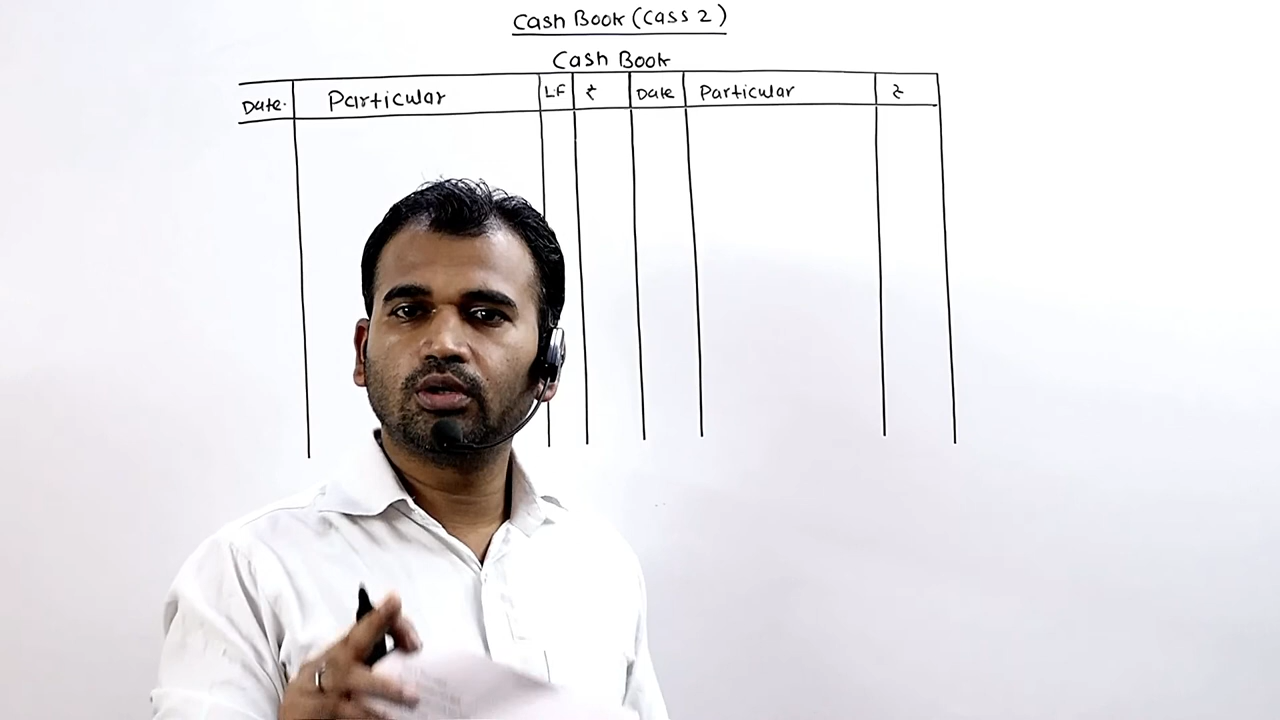 Cash Book (Cass 2)
Cash Book
Date. Particular LF ₹ Date Particular ₹